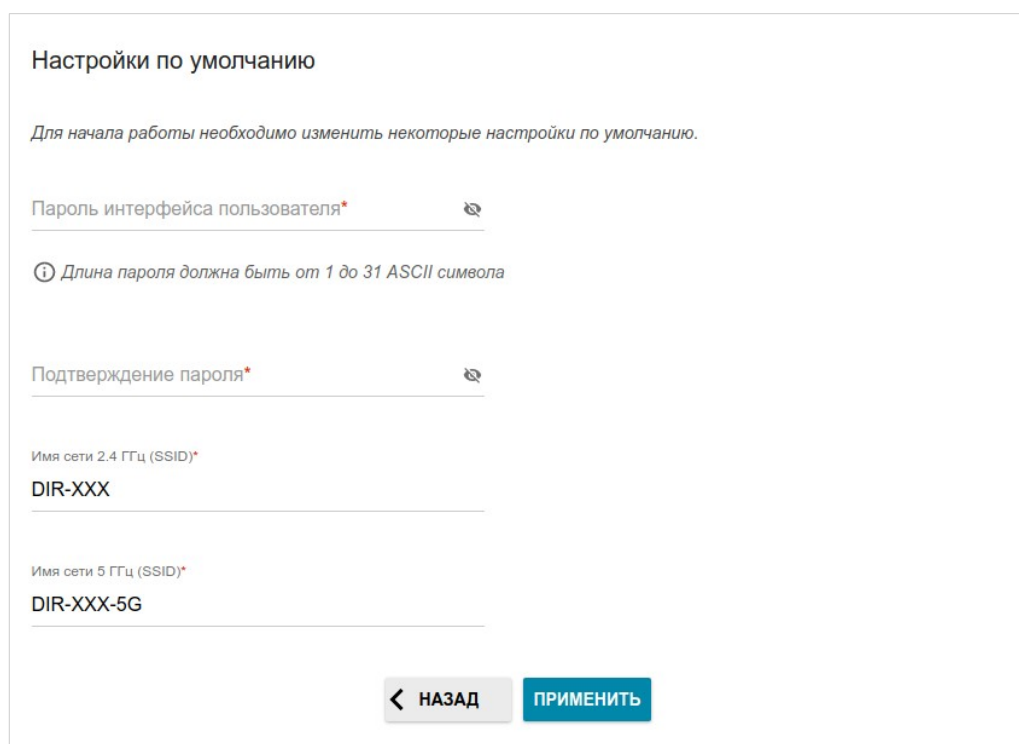 Настройки по умолчанию
Для начала работы необходимо изменить некоторые настройки по умолчанию.
Пароль интерфейса пользователя*
Длина пароля должна быть от 1 до 31 ASCII символа
Подтверждение пароля*
Имя сети 2.4 ГГц (SSID)*
DIR-XXX
Имя сети 5 ГГц (SSID)*
DIR-XXX-5G
НАЗАД
ПРИМЕНИТЬ